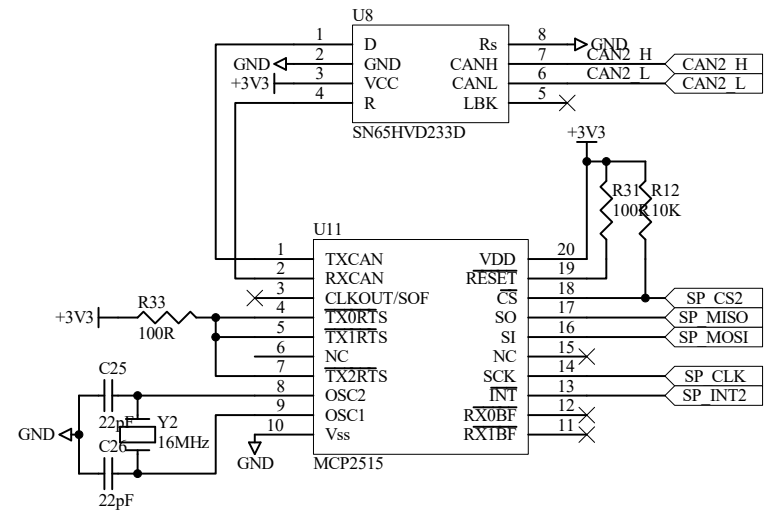 U8
1 D Rs 8 GND
GND 2 GND CANH 7 CAN2_H CAN2_H
+3V3 3 VCC CANL 6 CAN2_L CAN2_L
4 R LBK 5
SN65HVD233D
+3V3
R31 R12
100R 10K
U11
1 TXCAN VDD 20
2 RXCAN RESET 19
3 CLKOUT/SOF CS 18 SP_CS2
+3V3 R33 100R 4 TX0RTS SO 17 SP_MISO
5 TX1RTS SI 16 SP_MOSI
6 NC NC 15
7 TX2RTS SCK 14 SP_CLK
C25 8 OSC2 INT 13 SP_INT2
22pF 9 OSC1 RX0BF 12
Y2
GND 16MHz 10 Vss RX1BF 11
C26
GND MCP2515
22pF